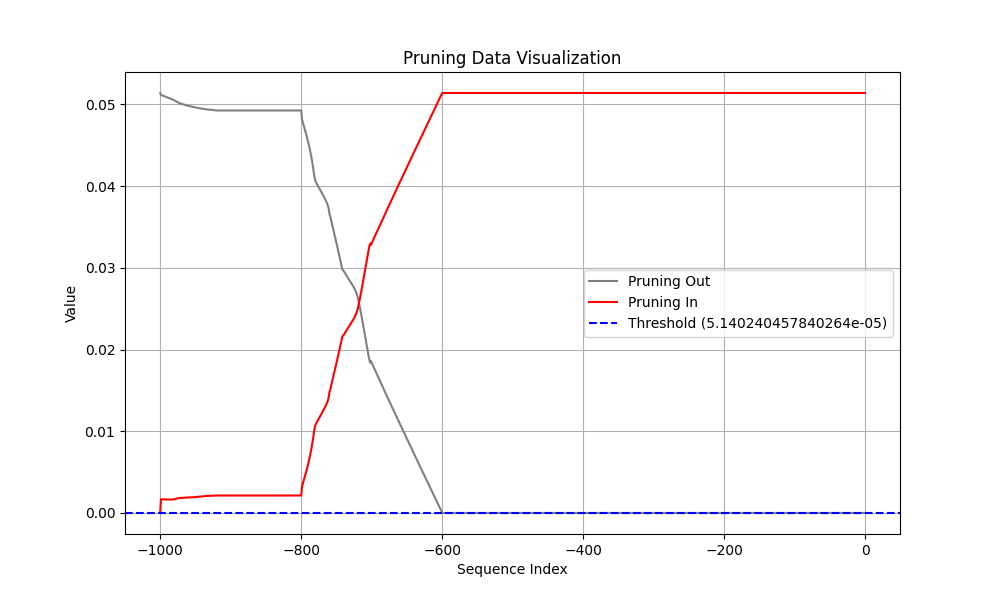 Pruning Data Visualization
Value
0.05
0.04
0.03
0.02
0.01
0.00
Pruning Out
Pruning In
Threshold (5.140240457840264e-05)
−1000
−800
−600
−400
−200
0
Sequence Index